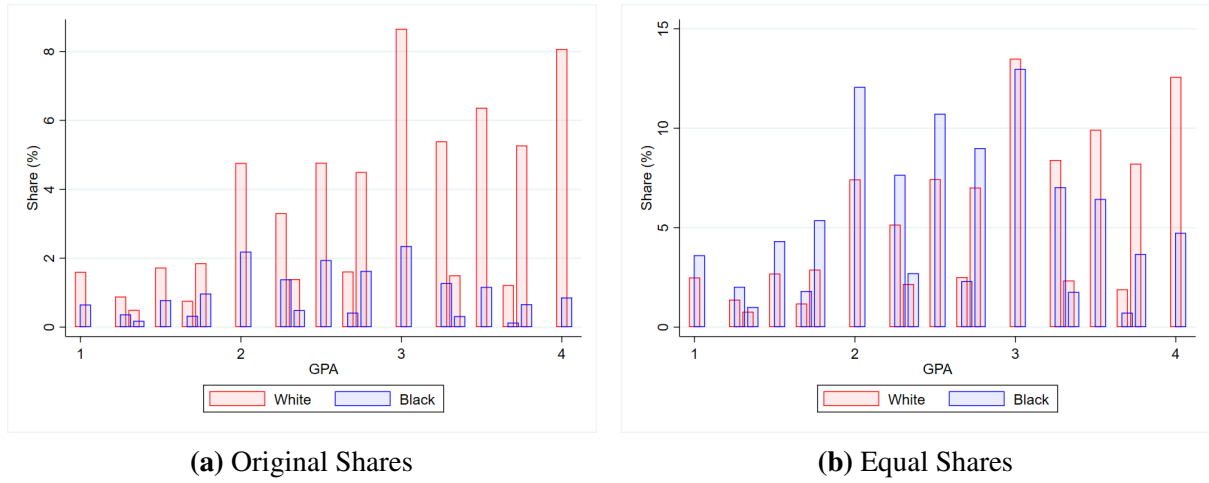 8
6
4
2
0
Share (%)
1 2 3 4
GPA
White Black
(a) Original Shares
15
10
5
0
Share (%)
1 2 3 4
GPA
White Black
(b) Equal Shares